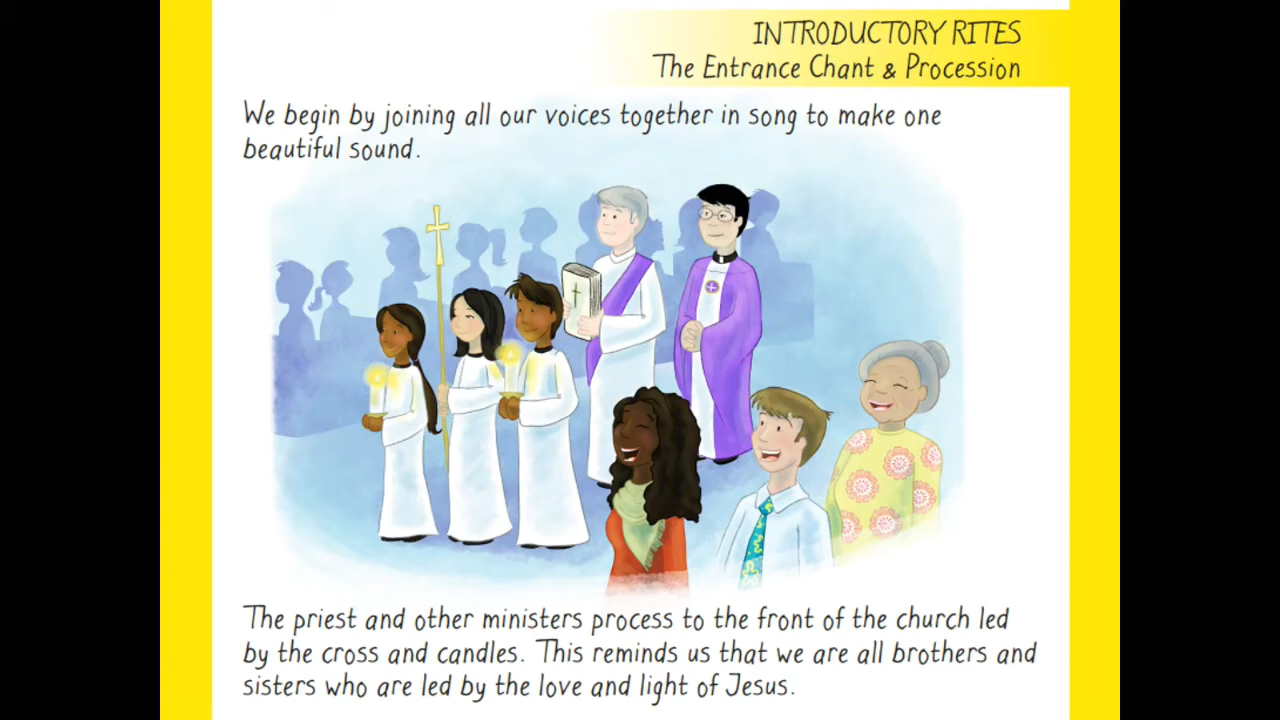 INTRODUCTORY RITES
The Entrance Chant & Procession
We begin by joining all our voices together in song to make one
beautiful sound.
The priest and other ministers process to the front of the church led
by the cross and candles. This reminds us that we are all brothers and
sisters who are led by the love and light of Jesus.